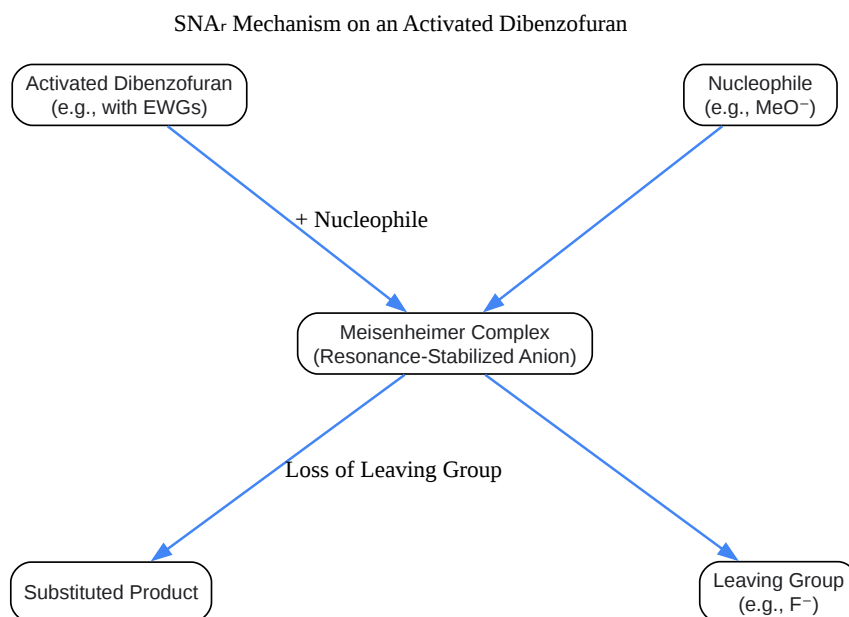 SNAᵣ Mechanism on an Activated Dibenzofuran
Activated Dibenzofuran
(e.g., with EWGs)
Nucleophile
(e.g., MeO⁻)
+ Nucleophile
Meisenheimer Complex
(Resonance-Stabilized Anion)
Loss of Leaving Group
Substituted Product
Leaving Group
(e.g., F⁻)